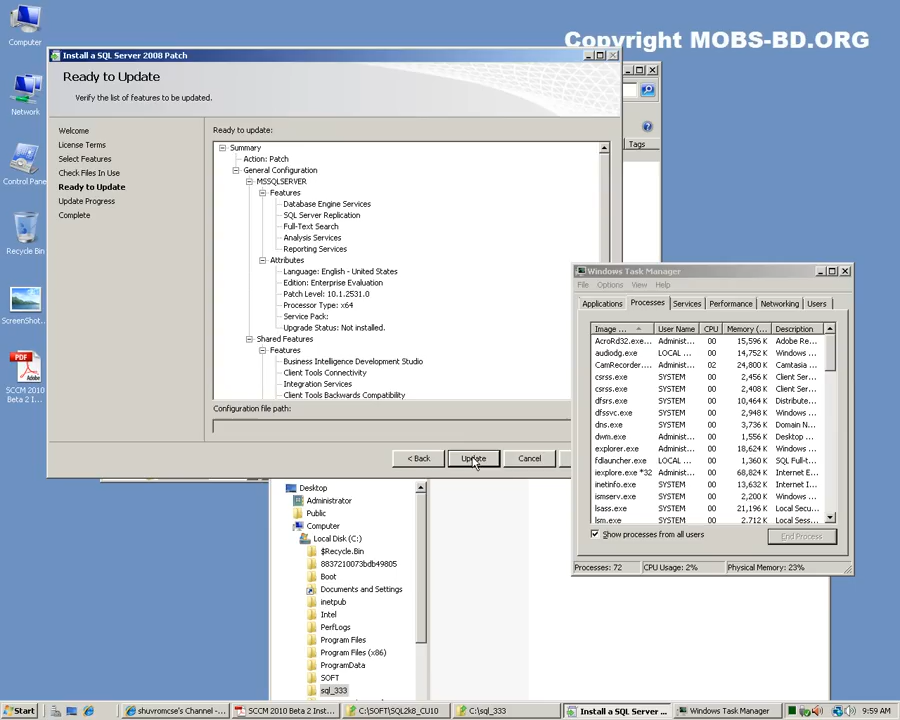 Copyright MOBS-BD.ORG
Computer
Network
Control Pane
Recycle Bin
ScreenShot...
PDF
Adobe
SCCM 2010
Beta 2 I...
Install a SQL Server 2008 Patch
Ready to Update
Verify the list of features to be updated.
Welcome
License Terms
Select Features
Check Files In Use
Ready to Update
Update Progress
Complete
Ready to update:
Summary
Action: Patch
General Configuration
MSSQLSERVER
Features
Database Engine Services
SQL Server Replication
Full-Text Search
Analysis Services
Reporting Services
Attributes
Language: English - United States
Edition: Enterprise Evaluation
Patch Level: 10.1.2531.0
Processor Type: x64
Service Pack:
Upgrade Status: Not installed.
Shared Features
Features
Business Intelligence Development Studio
Client Tools Connectivity
Integration Services
Client Tools Backwards Compatibility
Configuration file path:
< Back
Update
Cancel
Tags
Windows Task Manager
File Options View Help
Applications Processes Services Performance Networking Users
Image ... User Name CPU Memory (... Description
AcroRd32.exe... Administ... 00 15,596 K Adobe Re...
audiodg.exe LOCAL ... 00 14,752 K Windows ...
CamRecorder.... Administ... 02 24,800 K Camtasia ...
csrss.exe SYSTEM 00 2,456 K Client Ser...
csrss.exe SYSTEM 00 2,408 K Client Ser...
dfsrs.exe SYSTEM 00 10,464 K Distribute...
dfssvc.exe SYSTEM 00 2,948 K Windows ...
dns.exe SYSTEM 00 3,736 K Domain N...
dwm.exe Administ... 00 1,556 K Desktop ...
explorer.exe Administ... 00 18,624 K Windows ...
fdlauncher.exe LOCAL ... 00 1,360 K SQL Full-t...
iexplore.exe *32 Administ... 00 68,824 K Internet E...
inetinfo.exe SYSTEM 00 13,632 K Internet I...
ismserv.exe SYSTEM 00 2,200 K Windows ...
lsass.exe SYSTEM 00 21,196 K Local Secu...
lsm.exe SYSTEM 00 2,712 K Local Sess...
Show processes from all users
End Process
Processes: 72 CPU Usage: 2% Physical Memory: 23%
Desktop
Administrator
Public
Computer
Local Disk (C:)
$Recycle.Bin
8837210073bdb49805
Boot
Documents and Settings
inetpub
Intel
PerfLogs
Program Files
Program Files (x86)
ProgramData
SOFT
sql_333
Start
shuvromcse's Channel -...
SCCM 2010 Beta 2 Inst...
C:\SOFT\SQL2k8_CU10
C:\sql_333
Install a SQL Server ...
Windows Task Manager
9:59 AM